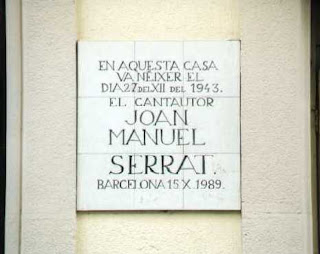 EN AQUESTA CASA
VA NÉIXER EL
DIA 27 DEL XII DEL 1943.
EL CANTAUTOR
JOAN
MANUEL
SERRAT.
BARCELONA 15 X 1989.